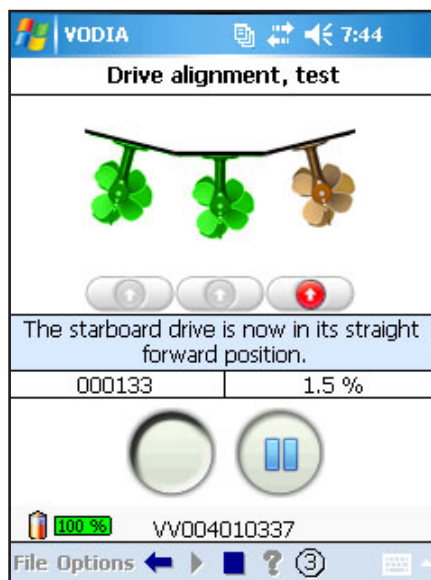 VODIA 7:44
Drive alignment, test
The starboard drive is now in its straight
forward position.
000133 1.5 %
100 % VV004010337
File Options ? 3